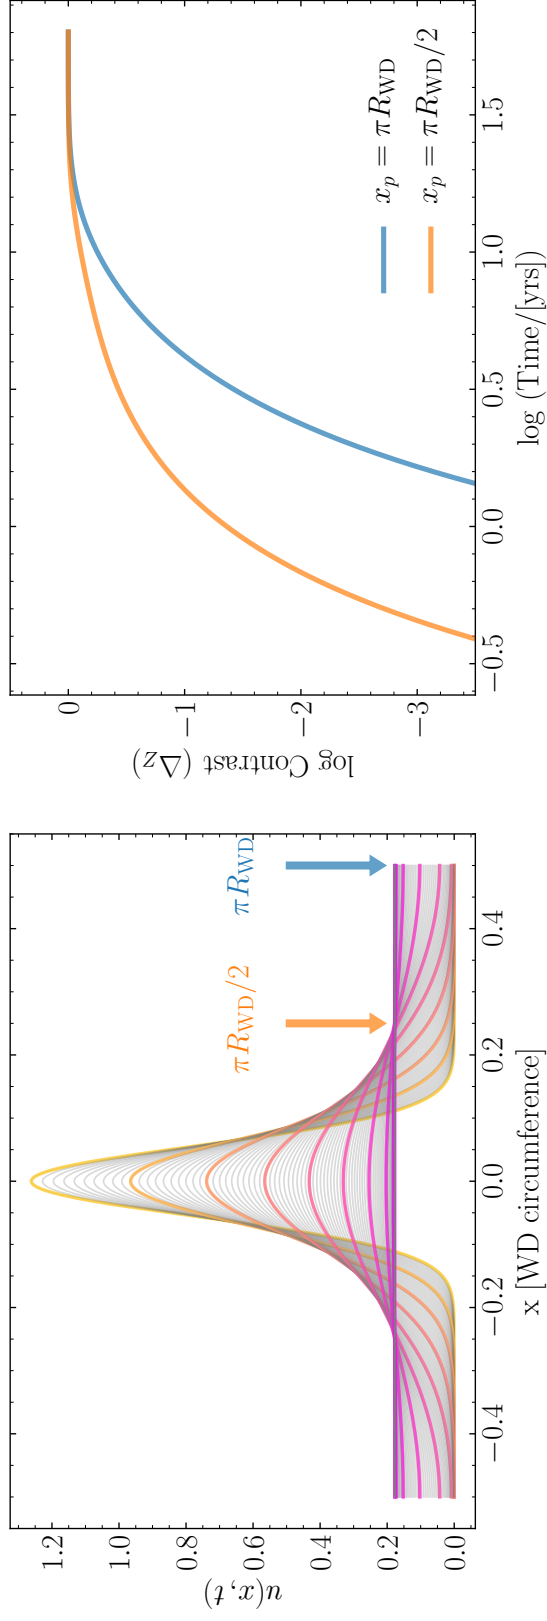 1.2
1.0
0.8
0.6
0.4
0.2
0.0
u(x, t)
πR_WD/2
πR_WD
−0.4
−0.2
0.0
0.2
0.4
x [WD circumference]
0
−1
−2
−3
log Contrast (Δ_Z)
x_p = πR_WD
x_p = πR_WD/2
−0.5
0.0
0.5
1.0
1.5
log (Time/[yrs])